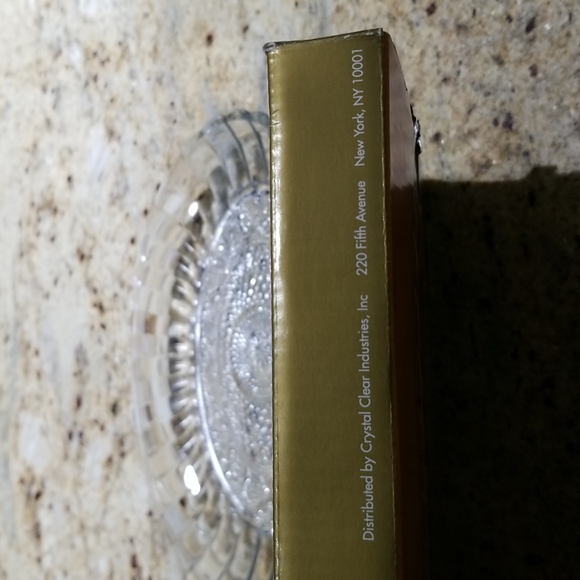 Distributed by Crystal Clear Industries, Inc 220 Fifth Avenue New York, NY 10001